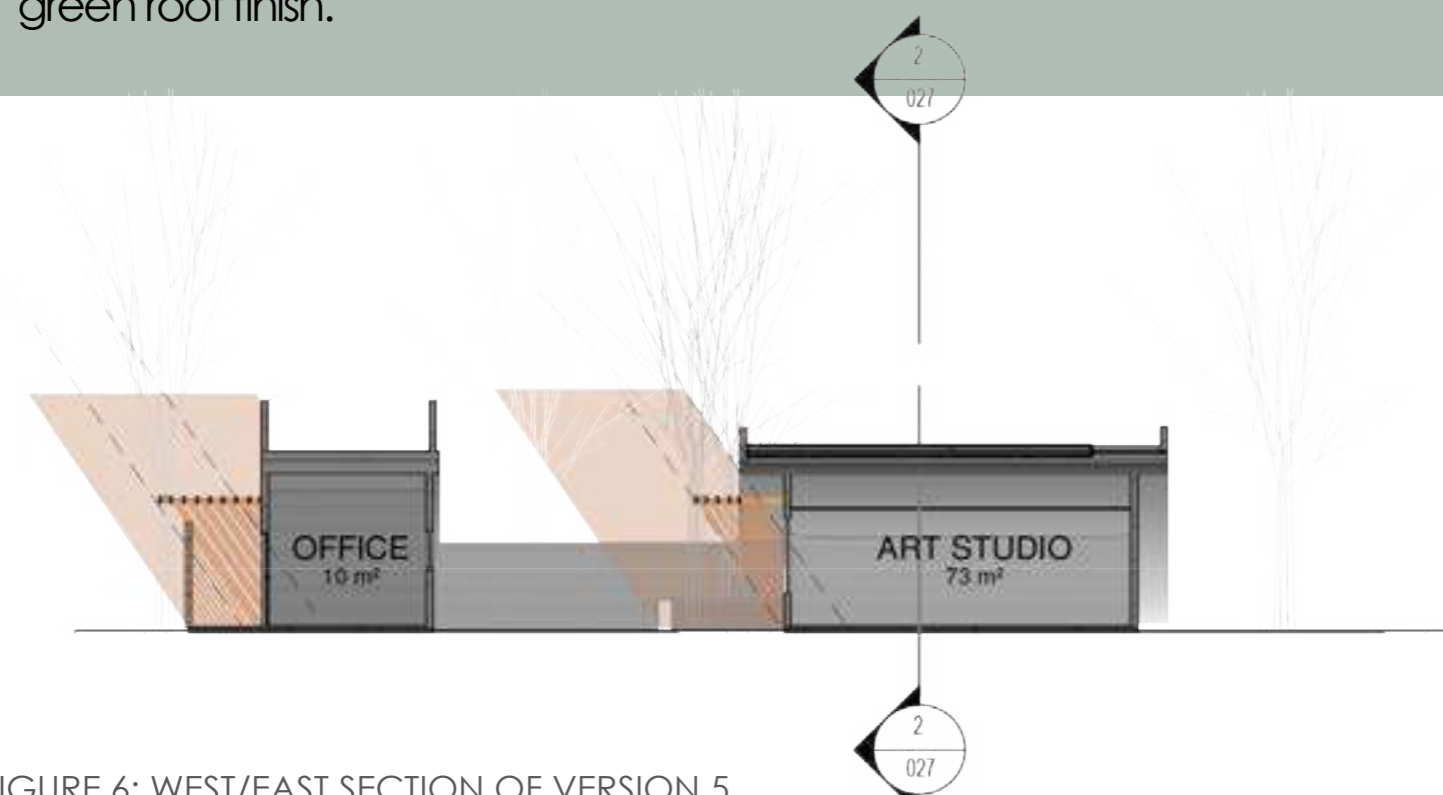 green roof finish.
2
027
OFFICE
10 m²
ART STUDIO
73 m²
2
027
IGURE 6: WEST/EAST SECTION OF VERSION 5